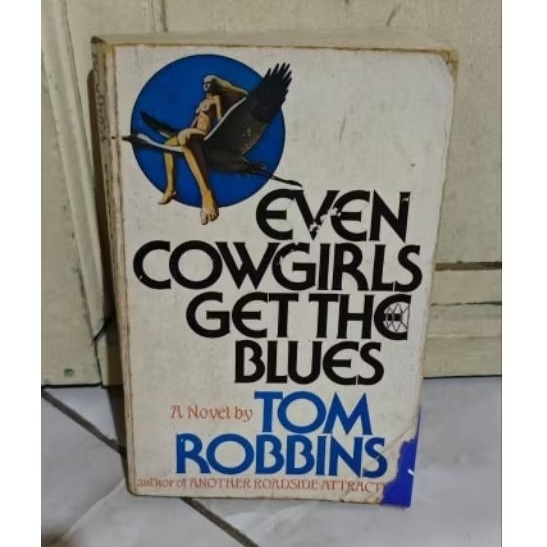 EVEN
COWGIRLS
GET THE
BLUES
A Novel by TOM
ROBBINS
author of ANOTHER ROADSIDE ATTRACT